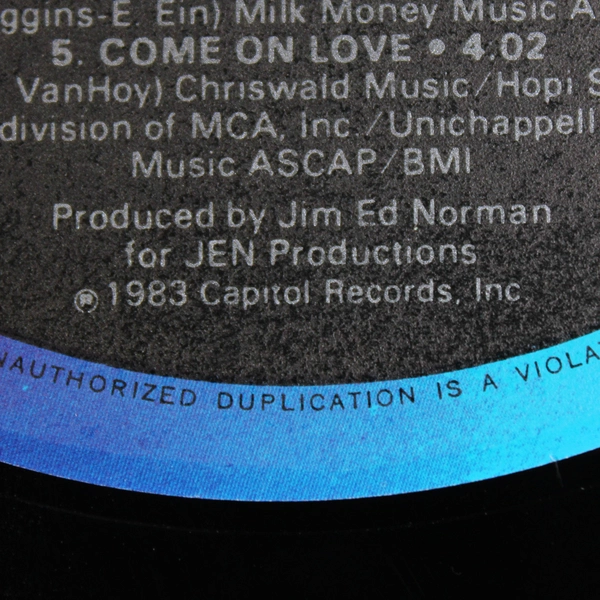 ggins-E. Ein) Milk Money Music A
5. COME ON LOVE • 4:02
VanHoy) Chriswald Music/Hopi S
division of MCA, Inc./Unichappell
Music ASCAP/BMI
Produced by Jim Ed Norman
for JEN Productions
℗ 1983 Capitol Records, Inc.
NAUTHORIZED DUPLICATION IS A VIOLA